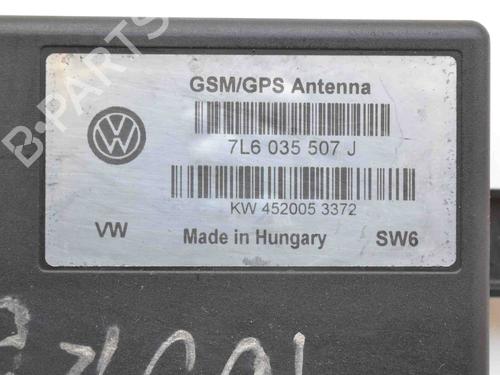 B-PARTS
GSM/GPS Antenna
7L6 035 507 J
KW 452005 3372
VW Made in Hungary SW6